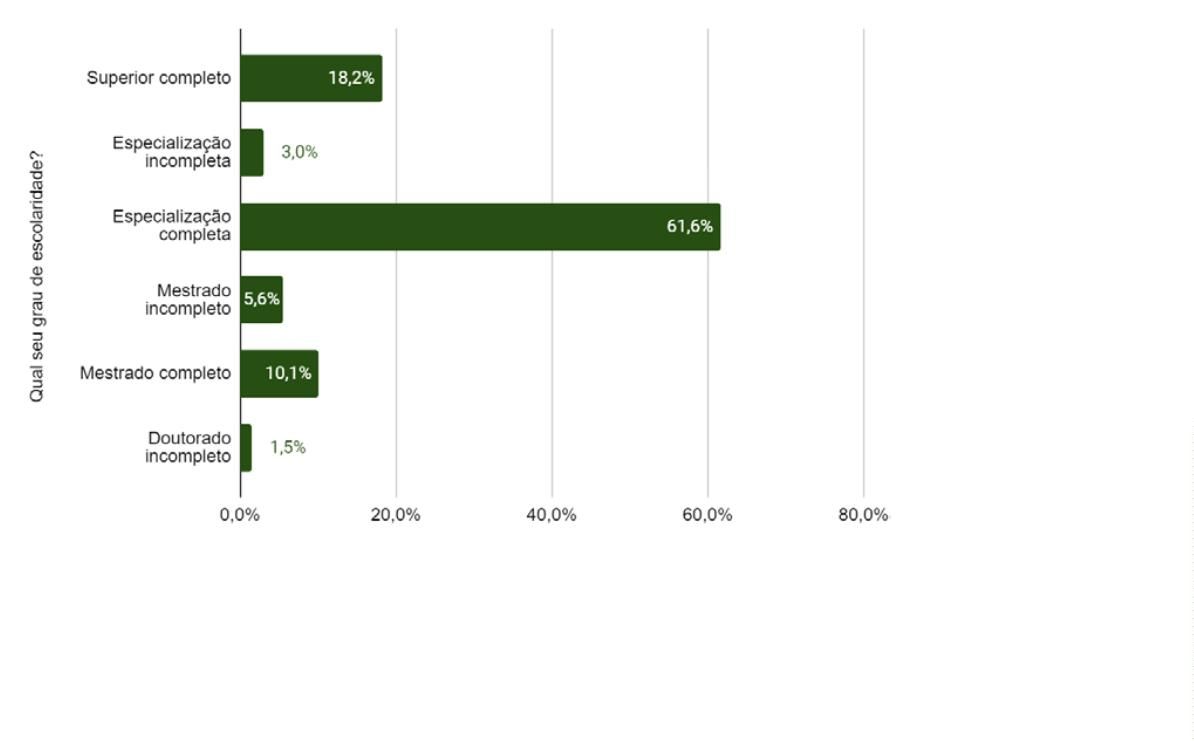 Qual seu grau de escolaridade?
Superior completo
18,2%
Especialização
incompleta
3,0%
Especialização
completa
61,6%
Mestrado
incompleto
5,6%
Mestrado completo
10,1%
Doutorado
incompleto
1,5%
0,0%
20,0%
40,0%
60,0%
80,0%